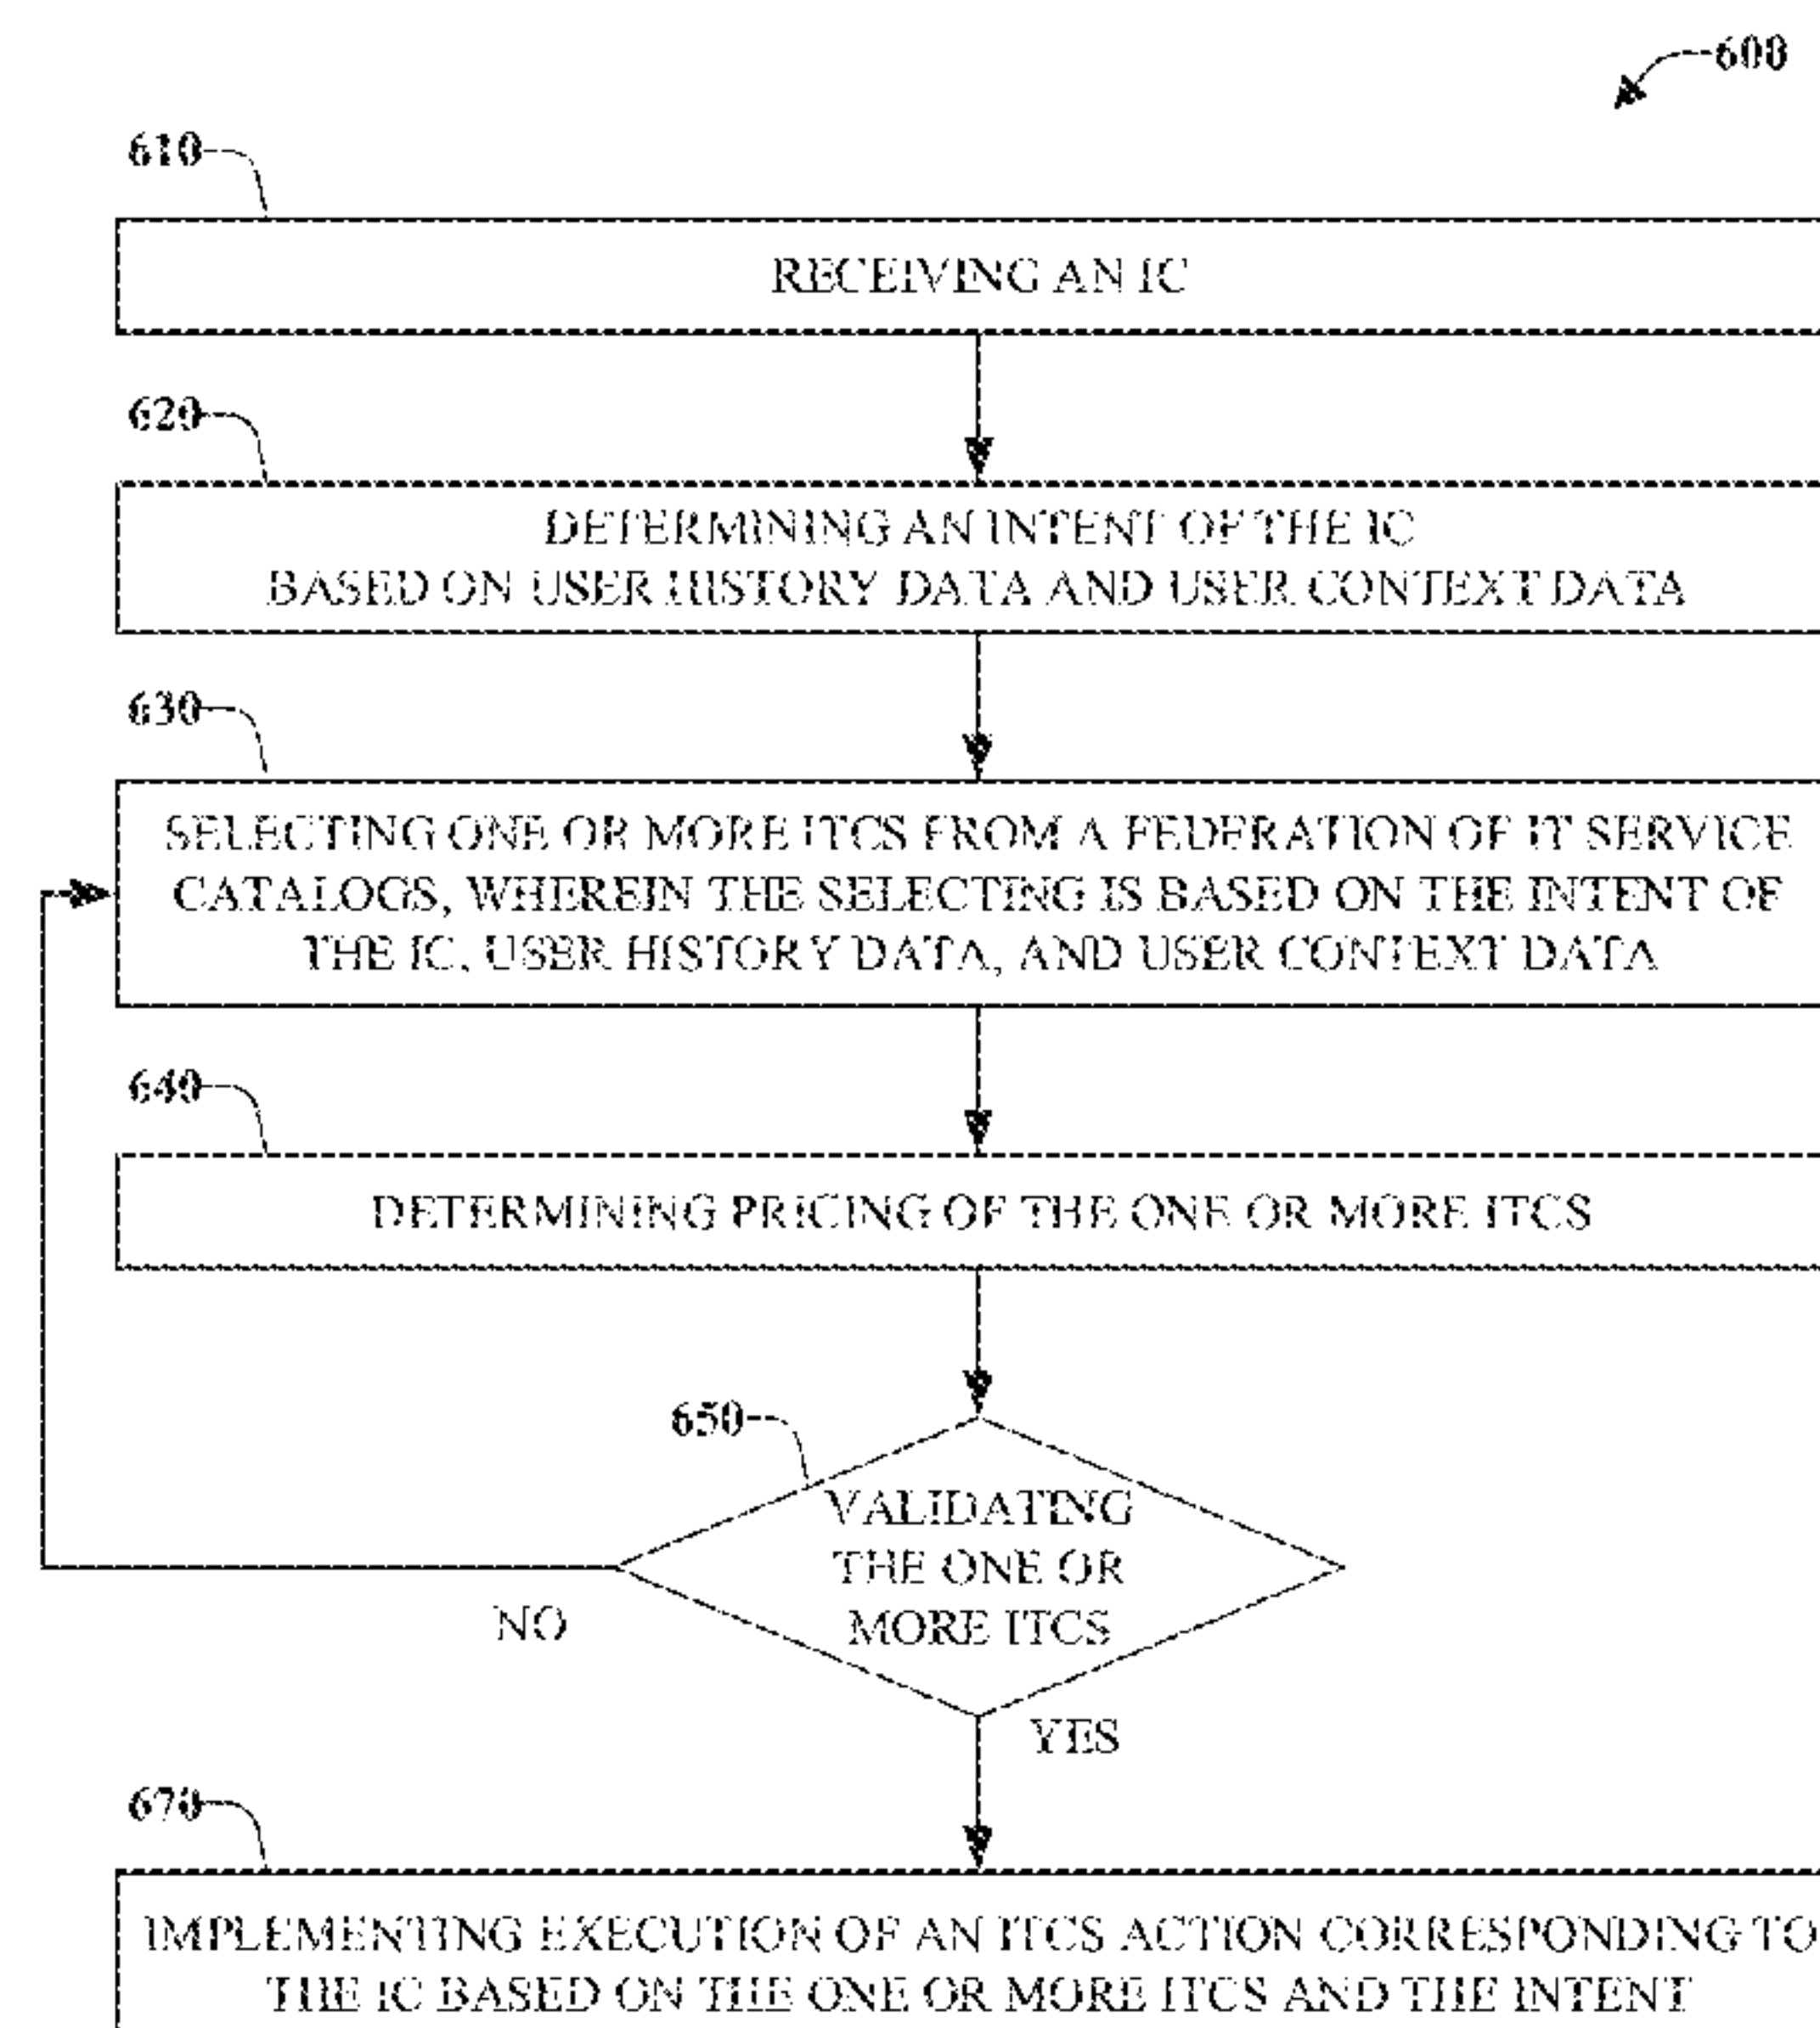 600
610
RECEIVING AN IC
620
DETERMINING AN INTENT OF THE IC
BASED ON USER HISTORY DATA AND USER CONTEXT DATA
630
SELECTING ONE OR MORE ITCS FROM A FEDERATION OF IT SERVICE
CATALOGS, WHEREIN THE SELECTING IS BASED ON THE INTENT OF
THE IC, USER HISTORY DATA, AND USER CONTEXT DATA
640
DETERMINING PRICING OF THE ONE OR MORE ITCS
650
VALIDATING
THE ONE OR
MORE ITCS
NO
YES
670
IMPLEMENTING EXECUTION OF AN ITCS ACTION CORRESPONDING TO
THE IC BASED ON THE ONE OR MORE ITCS AND THE INTENT